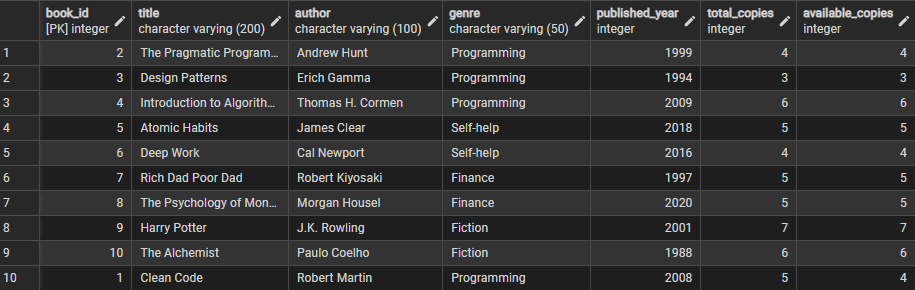 book_id title author genre published_year total_copies available_copies
[PK] integer character varying (200) character varying (100) character varying (50) integer integer integer
1 2 The Pragmatic Program... Andrew Hunt Programming 1999 4 4
2 3 Design Patterns Erich Gamma Programming 1994 3 3
3 4 Introduction to Algorith... Thomas H. Cormen Programming 2009 6 6
4 5 Atomic Habits James Clear Self-help 2018 5 5
5 6 Deep Work Cal Newport Self-help 2016 4 4
6 7 Rich Dad Poor Dad Robert Kiyosaki Finance 1997 5 5
7 8 The Psychology of Mon... Morgan Housel Finance 2020 5 5
8 9 Harry Potter J.K. Rowling Fiction 2001 7 7
9 10 The Alchemist Paulo Coelho Fiction 1988 6 6
10 1 Clean Code Robert Martin Programming 2008 5 4